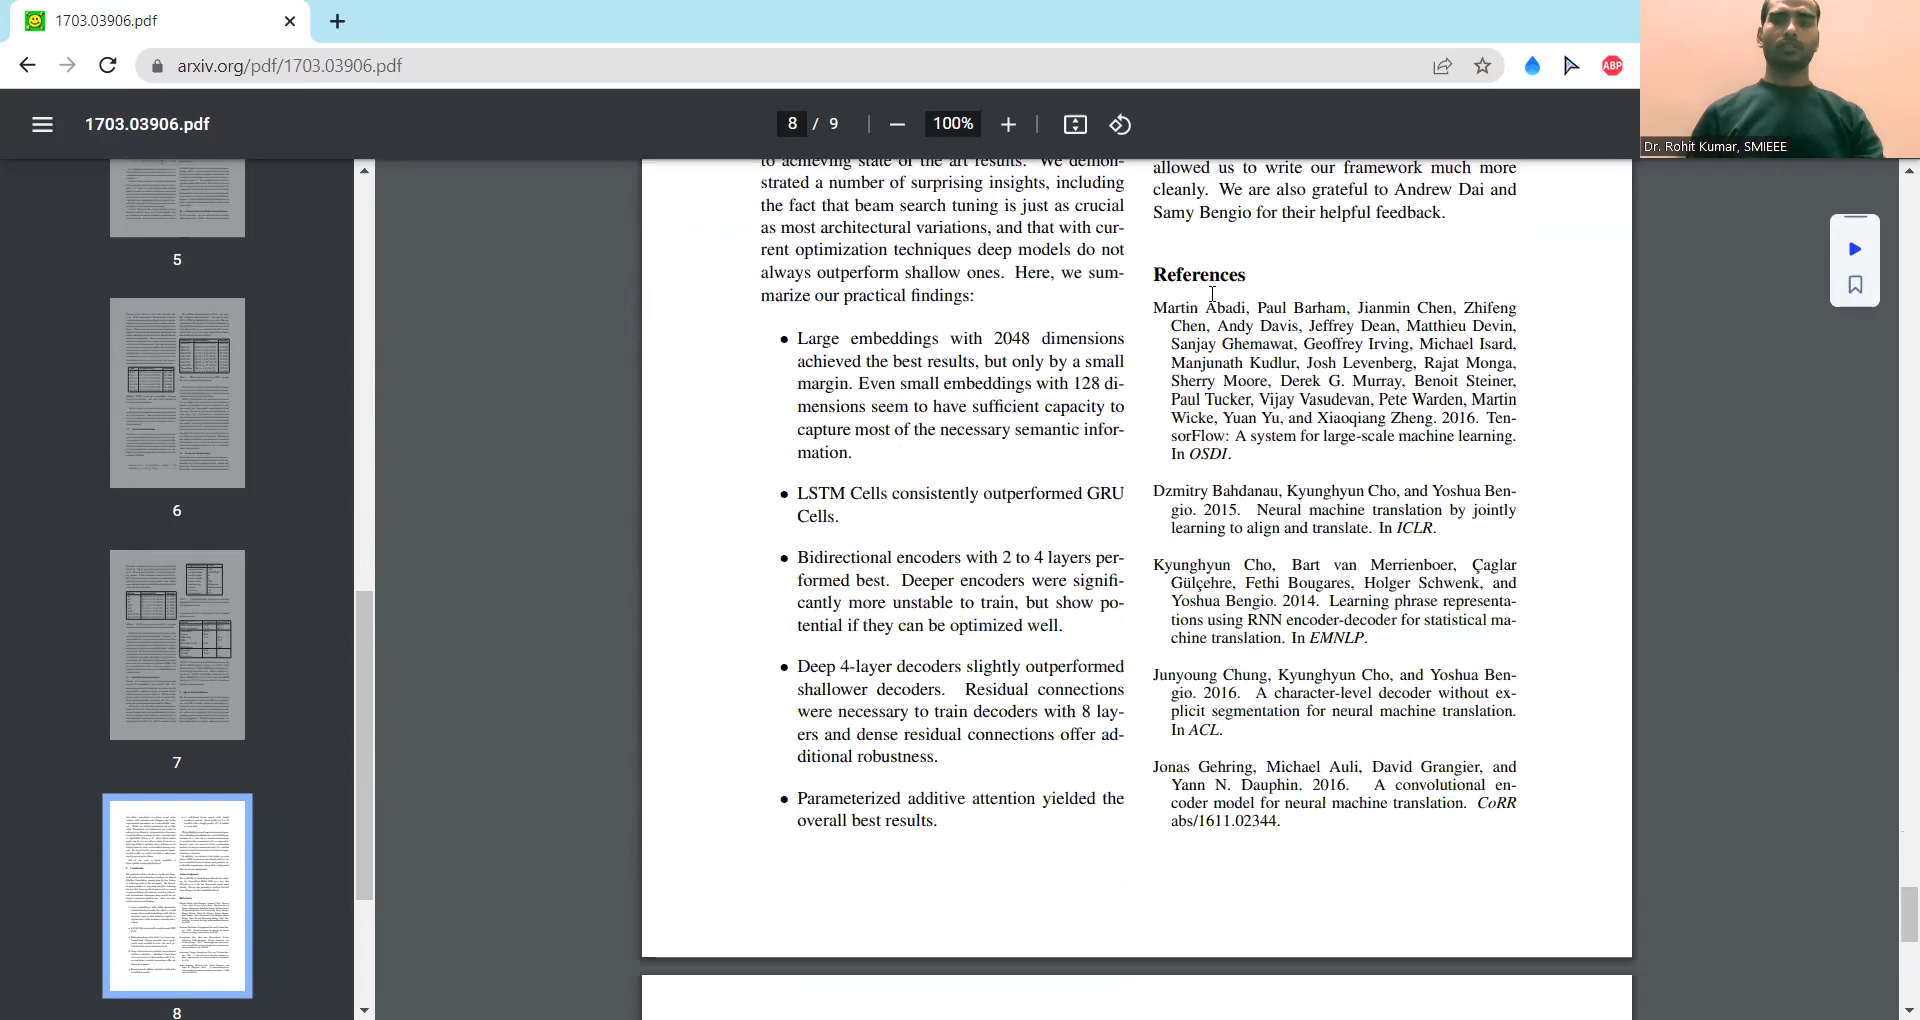 1703.03906.pdf
arxiv.org/pdf/1703.03906.pdf
ABP
Dr. Rohit Kumar, SMIEEE
1703.03906.pdf
8 / 9
100%
5
6
7
8
to achieving state of the art results. We demon-
strated a number of surprising insights, including
the fact that beam search tuning is just as crucial
as most architectural variations, and that with cur-
rent optimization techniques deep models do not
always outperform shallow ones. Here, we sum-
marize our practical findings:
• Large embeddings with 2048 dimensions
achieved the best results, but only by a small
margin. Even small embeddings with 128 di-
mensions seem to have sufficient capacity to
capture most of the necessary semantic infor-
mation.
• LSTM Cells consistently outperformed GRU
Cells.
• Bidirectional encoders with 2 to 4 layers per-
formed best. Deeper encoders were signifi-
cantly more unstable to train, but show po-
tential if they can be optimized well.
• Deep 4-layer decoders slightly outperformed
shallower decoders. Residual connections
were necessary to train decoders with 8 lay-
ers and dense residual connections offer ad-
ditional robustness.
• Parameterized additive attention yielded the
overall best results.
allowed us to write our framework much more
cleanly. We are also grateful to Andrew Dai and
Samy Bengio for their helpful feedback.
References
Martin Abadi, Paul Barham, Jianmin Chen, Zhifeng
Chen, Andy Davis, Jeffrey Dean, Matthieu Devin,
Sanjay Ghemawat, Geoffrey Irving, Michael Isard,
Manjunath Kudlur, Josh Levenberg, Rajat Monga,
Sherry Moore, Derek G. Murray, Benoit Steiner,
Paul Tucker, Vijay Vasudevan, Pete Warden, Martin
Wicke, Yuan Yu, and Xiaoqiang Zheng. 2016. Ten-
sorFlow: A system for large-scale machine learning.
In OSDI.
Dzmitry Bahdanau, Kyunghyun Cho, and Yoshua Ben-
gio. 2015. Neural machine translation by jointly
learning to align and translate. In ICLR.
Kyunghyun Cho, Bart van Merrienboer, Çaglar
Gülçehre, Fethi Bougares, Holger Schwenk, and
Yoshua Bengio. 2014. Learning phrase representa-
tions using RNN encoder-decoder for statistical ma-
chine translation. In EMNLP.
Junyoung Chung, Kyunghyun Cho, and Yoshua Ben-
gio. 2016. A character-level decoder without ex-
plicit segmentation for neural machine translation.
In ACL.
Jonas Gehring, Michael Auli, David Grangier, and
Yann N. Dauphin. 2016. A convolutional en-
coder model for neural machine translation. CoRR
abs/1611.02344.